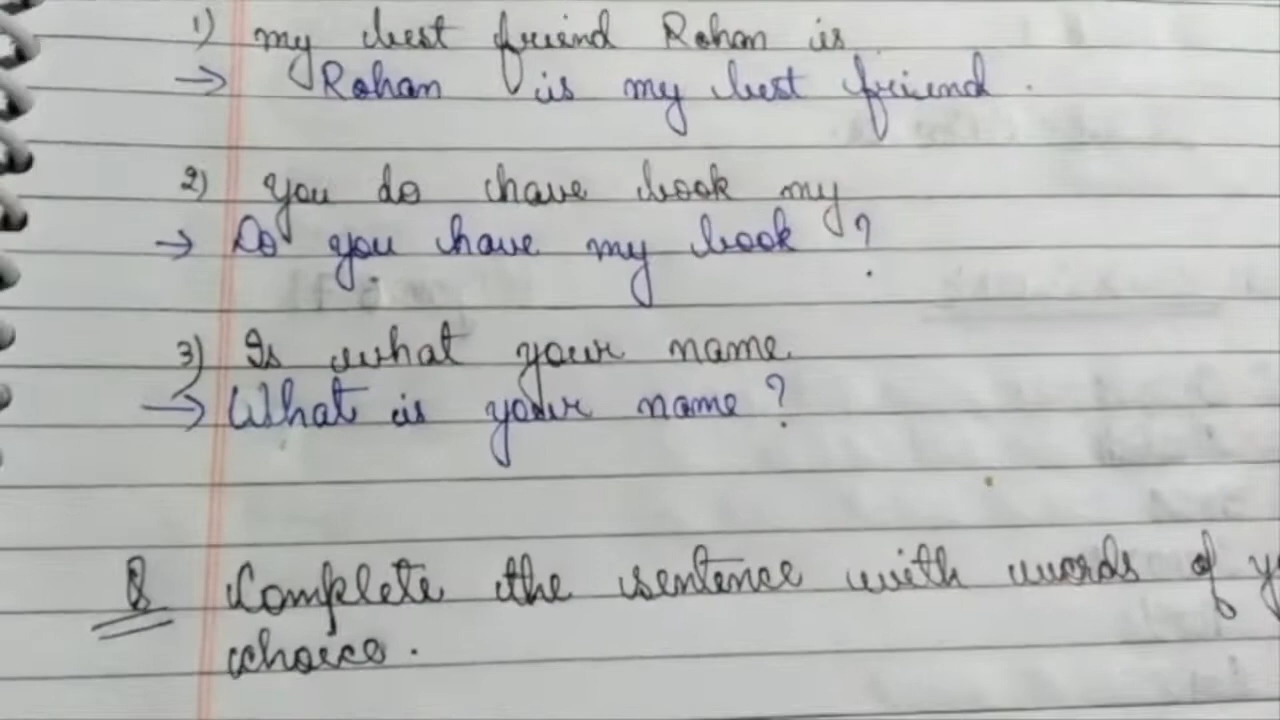 1) my best friend Rohan is
→ Rohan is my best friend.
2) you do have book my
→ Do you have my book?
3) Is what your name.
→ What is your name?
Q Complete the sentence with words of y
choice.